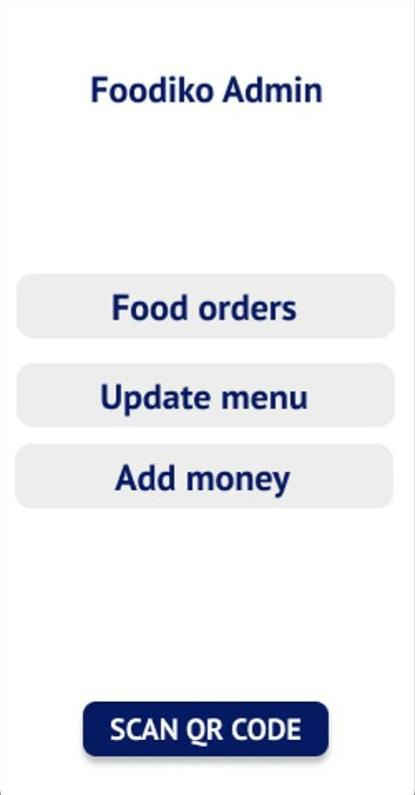 Foodiko Admin
Food orders
Update menu
Add money
SCAN QR CODE